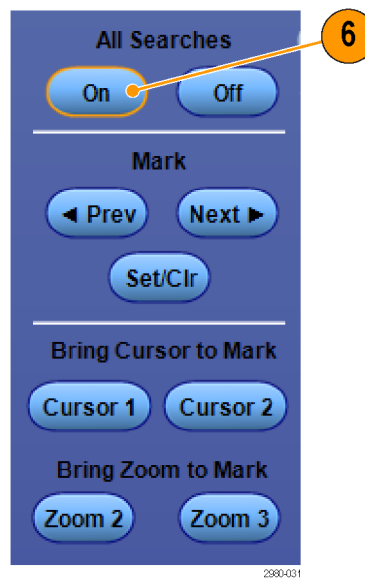 6
All Searches
On Off
Mark
◄ Prev Next ►
Set/Clr
Bring Cursor to Mark
Cursor 1 Cursor 2
Bring Zoom to Mark
Zoom 2 Zoom 3
2980-031